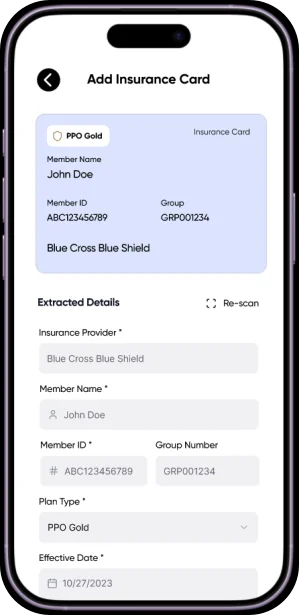 Add Insurance Card
PPO Gold
Insurance Card
Member Name
John Doe
Member ID
Group
ABC123456789
GRP001234
Blue Cross Blue Shield
Extracted Details
Re-scan
Insurance Provider *
Blue Cross Blue Shield
Member Name *
John Doe
Member ID *
Group Number
# ABC123456789
GRP001234
Plan Type *
PPO Gold
Effective Date *
10/27/2023